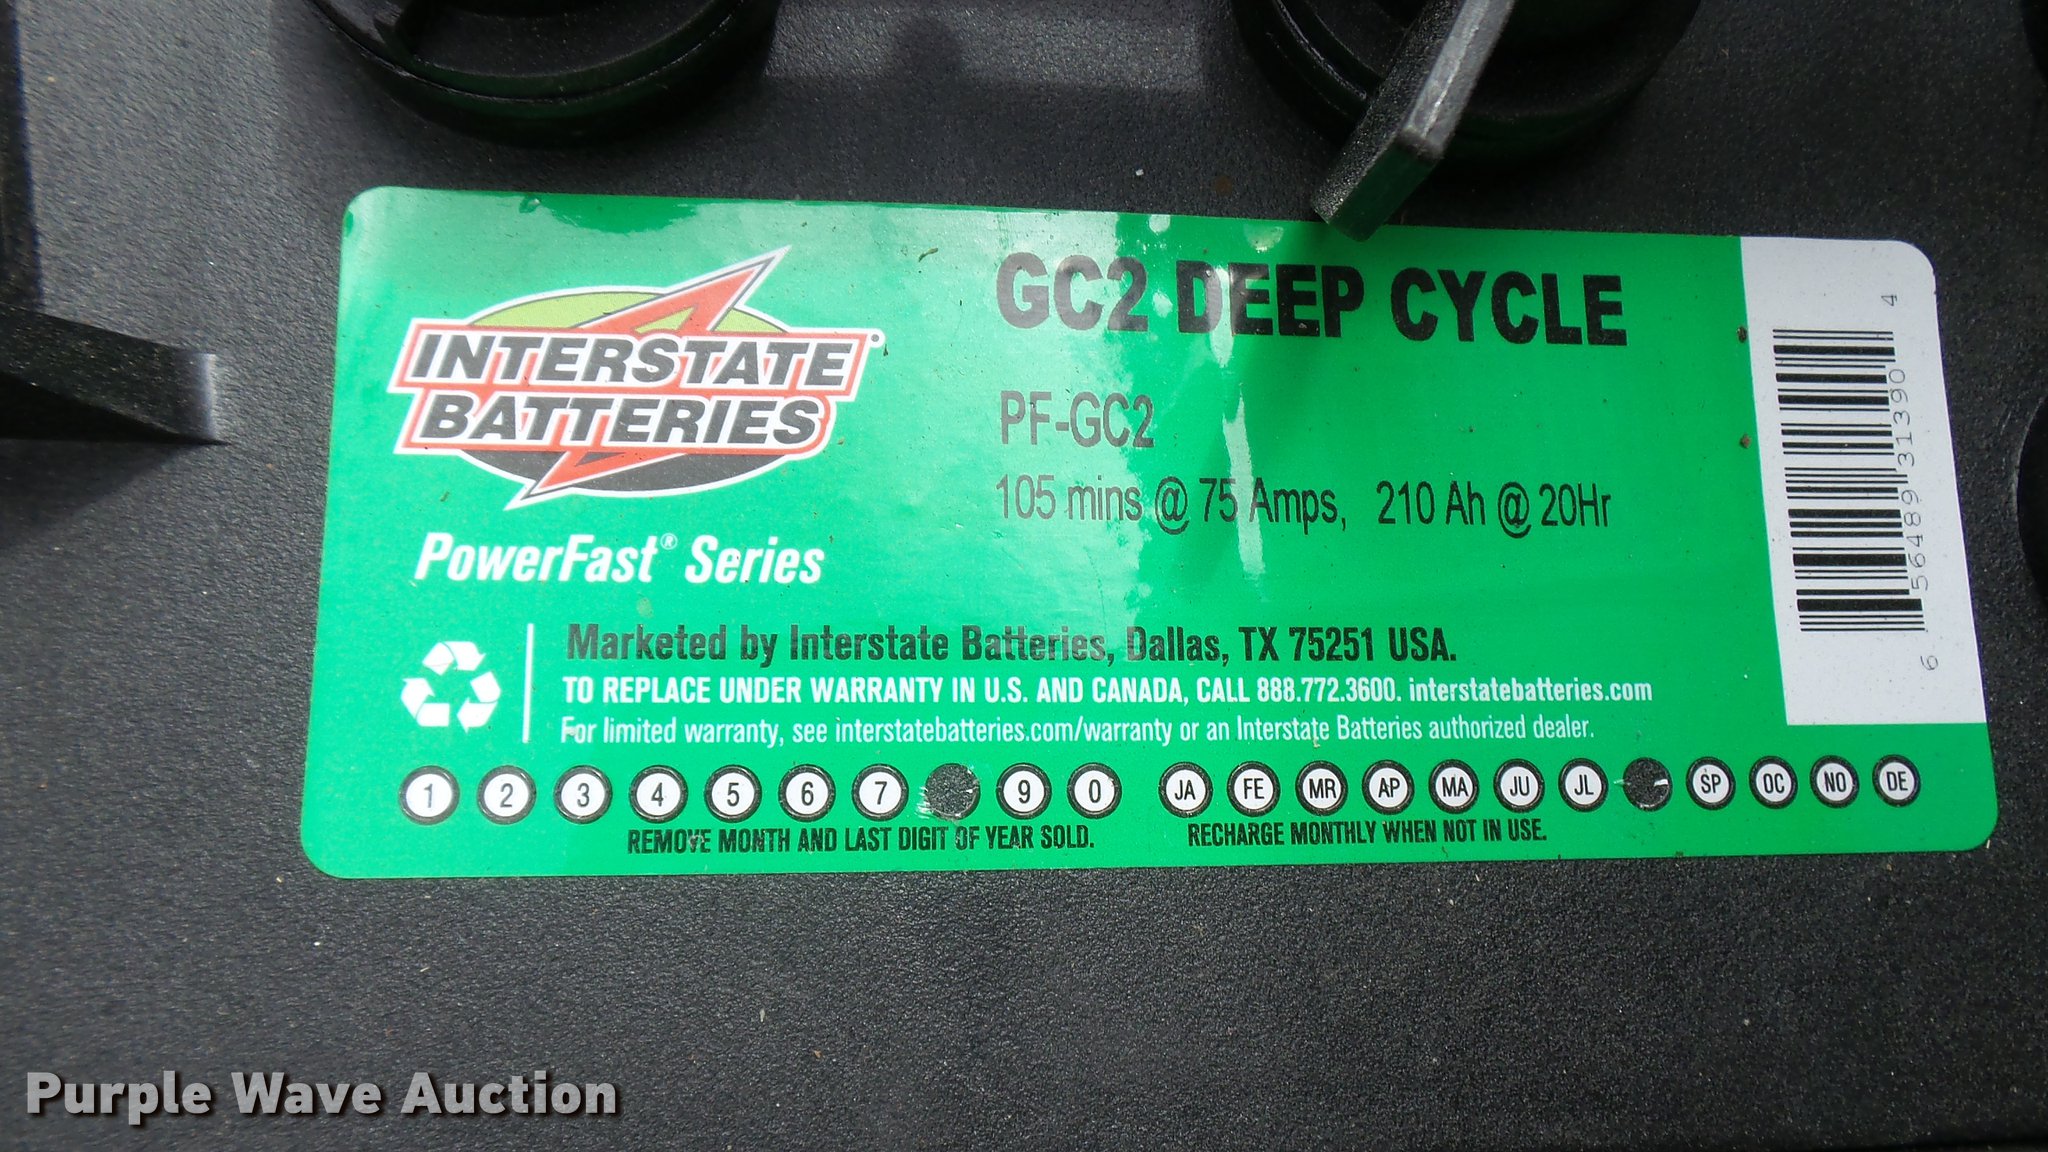 INTERSTATE
BATTERIES
PowerFast® Series
GC2 DEEP CYCLE
PF-GC2
105 mins @ 75 Amps, 210 Ah @ 20Hr
6 56489 31390 4
Marketed by Interstate Batteries, Dallas, TX 75251 USA.
TO REPLACE UNDER WARRANTY IN U.S. AND CANADA, CALL 888.772.3600. interstatebatteries.com
For limited warranty, see interstatebatteries.com/warranty or an Interstate Batteries authorized dealer.
1 2 3 4 5 6 7 9 0 JA FE MR AP MA JU JL SP OC NO DE
REMOVE MONTH AND LAST DIGIT OF YEAR SOLD. RECHARGE MONTHLY WHEN NOT IN USE.
Purple Wave Auction